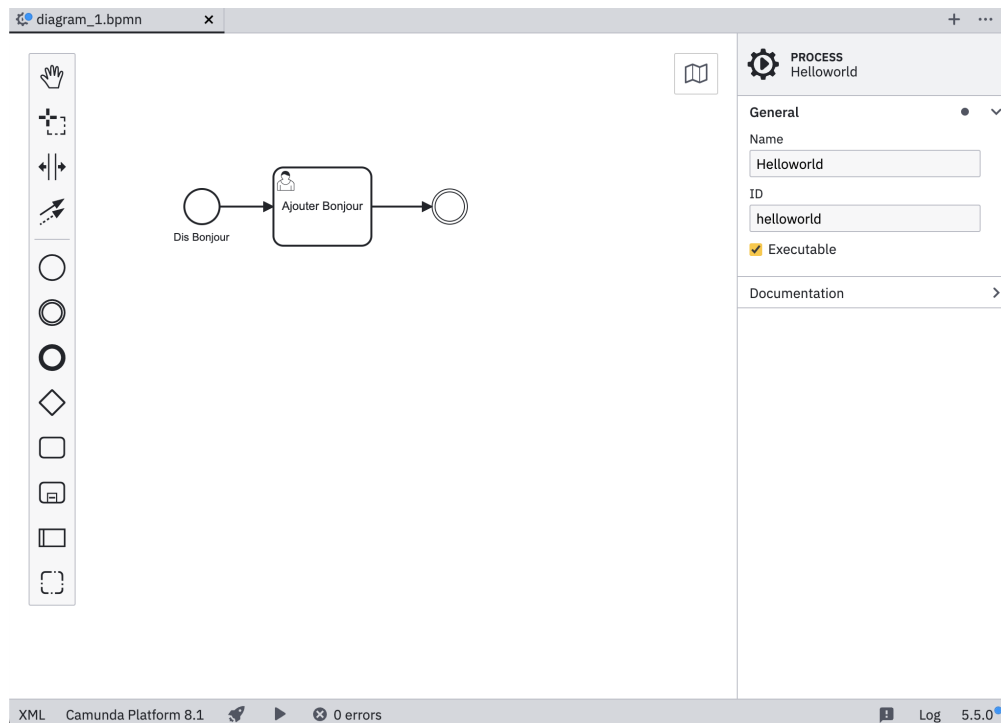 diagram_1.bpmn
PROCESS
Helloworld
General
Name
Helloworld
ID
helloworld
Executable
Documentation
Dis Bonjour
Ajouter Bonjour
XML Camunda Platform 8.1 0 errors Log 5.5.0